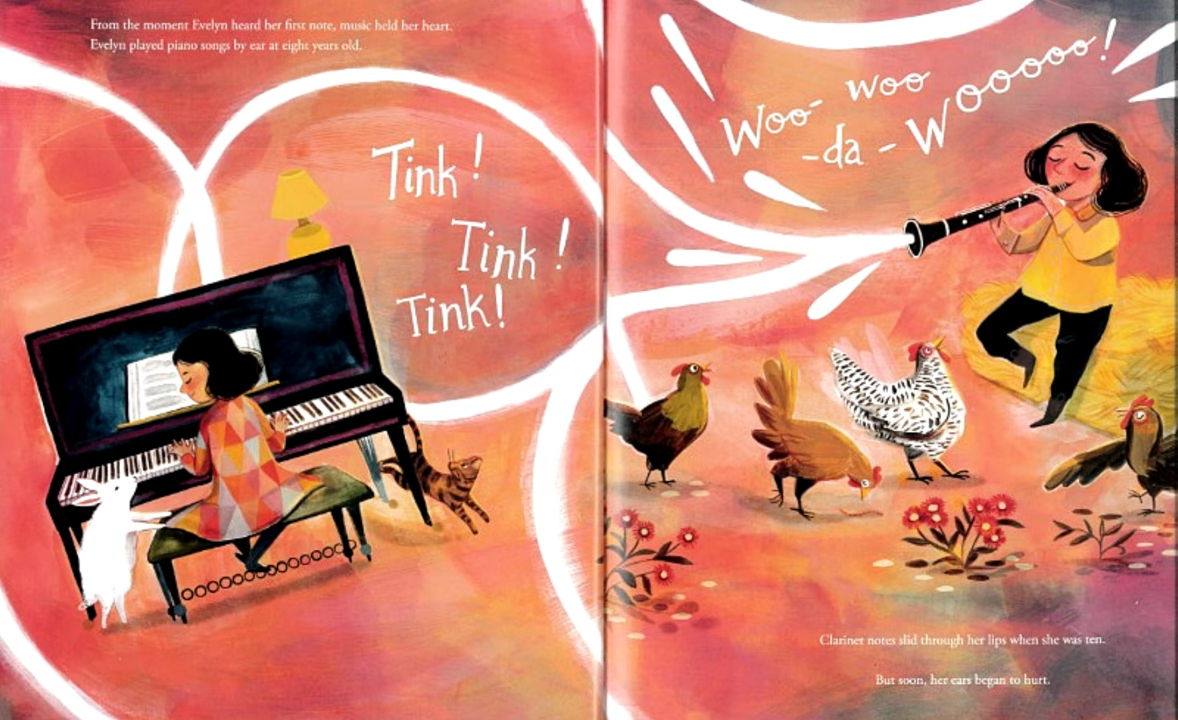 From the moment Evelyn heard her first note, music held her heart.
Evelyn played piano songs by ear at eight years old.
Tink!
Tink!
Tink!
Woo- woo
-da-Wooooo!
Clarinet notes slid through her lips when she was ten.
But soon, her ears began to hurt.